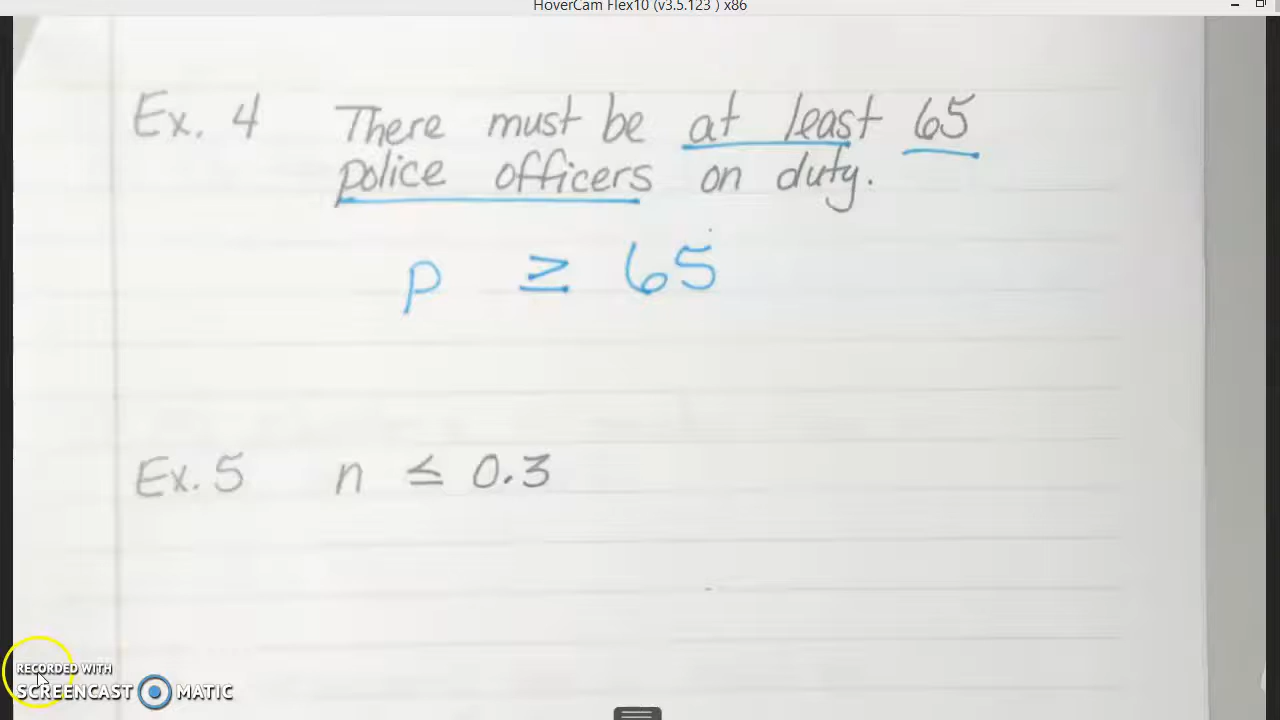 HoverCam Flex10 (v3.5.123 ) x86
Ex. 4 There must be at least 65
police officers on duty.
p ≥ 65
Ex. 5 n ≤ 0.3
RECORDED WITH
SCREENCAST MATIC